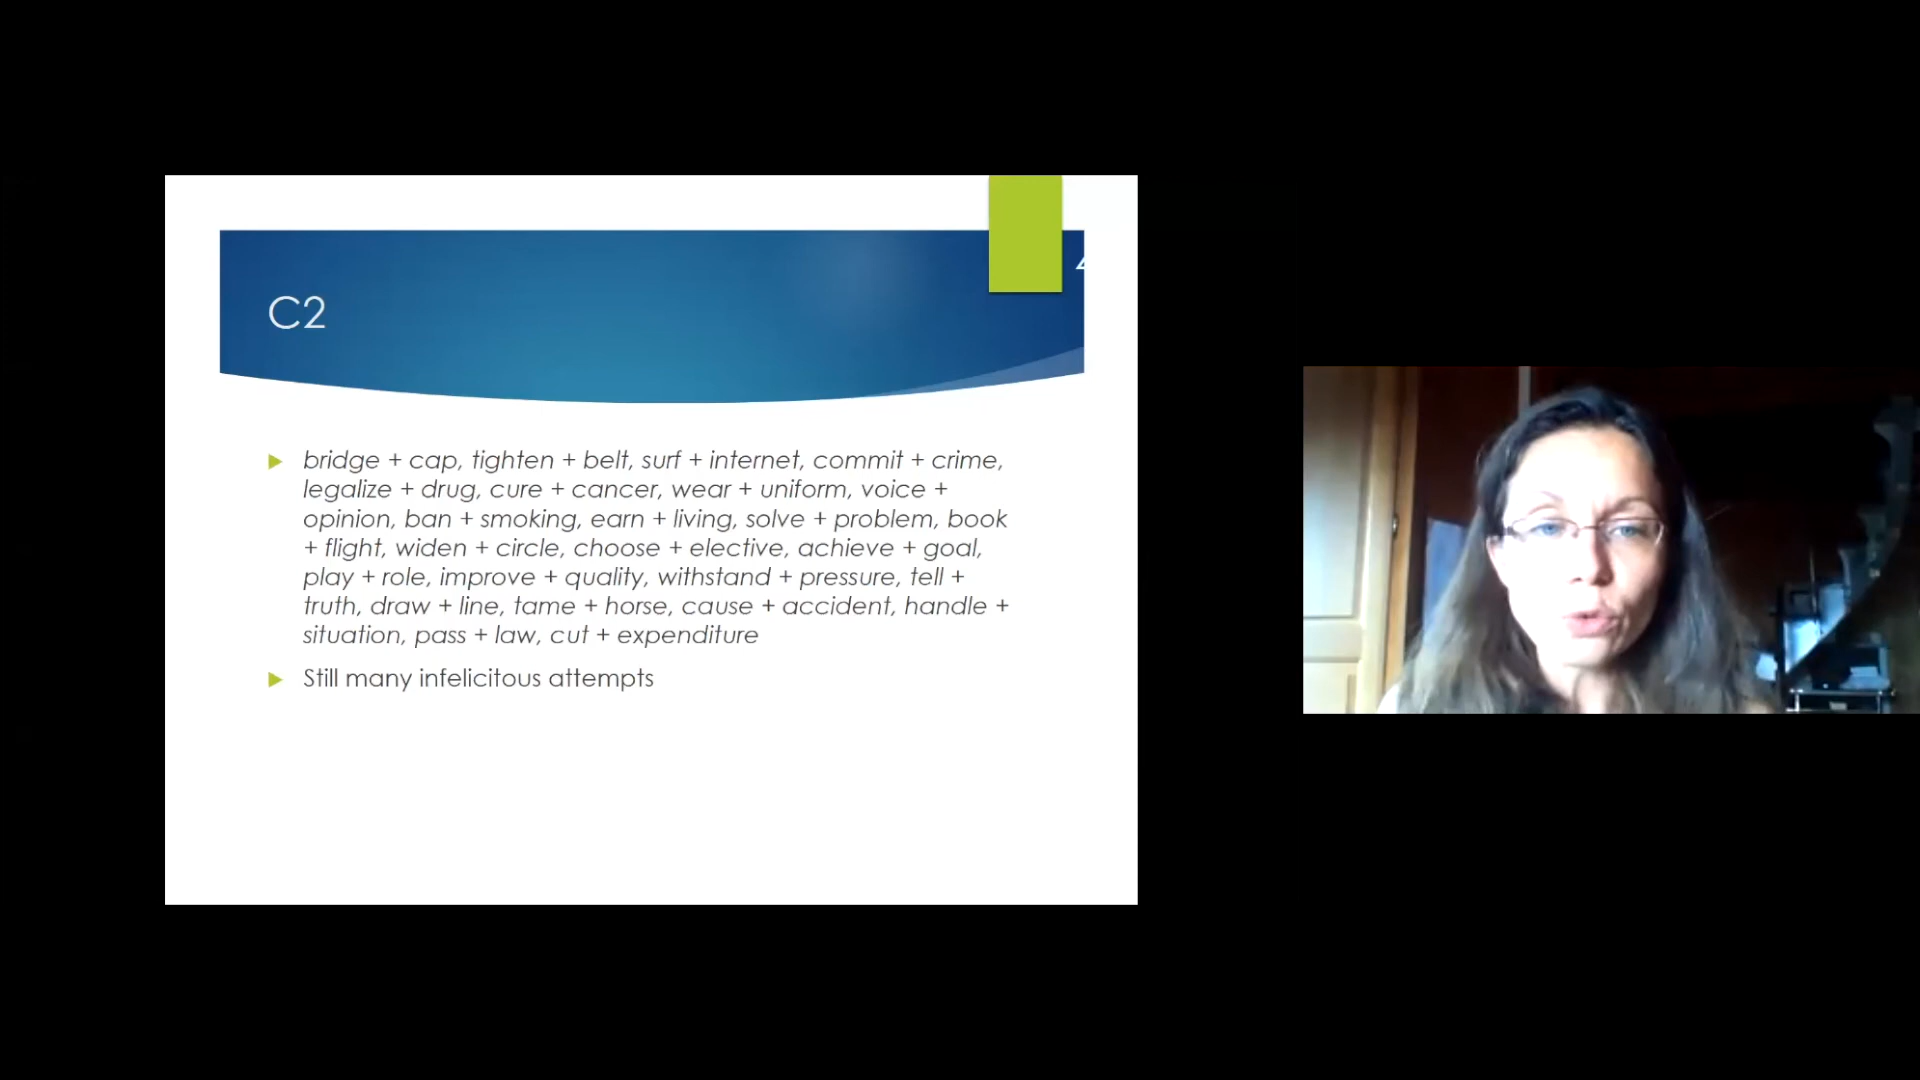 C2
bridge + cap, tighten + belt, surf + internet, commit + crime,
legalize + drug, cure + cancer, wear + uniform, voice +
opinion, ban + smoking, earn + living, solve + problem, book
+ flight, widen + circle, choose + elective, achieve + goal,
play + role, improve + quality, withstand + pressure, tell +
truth, draw + line, tame + horse, cause + accident, handle +
situation, pass + law, cut + expenditure
Still many infelicitous attempts